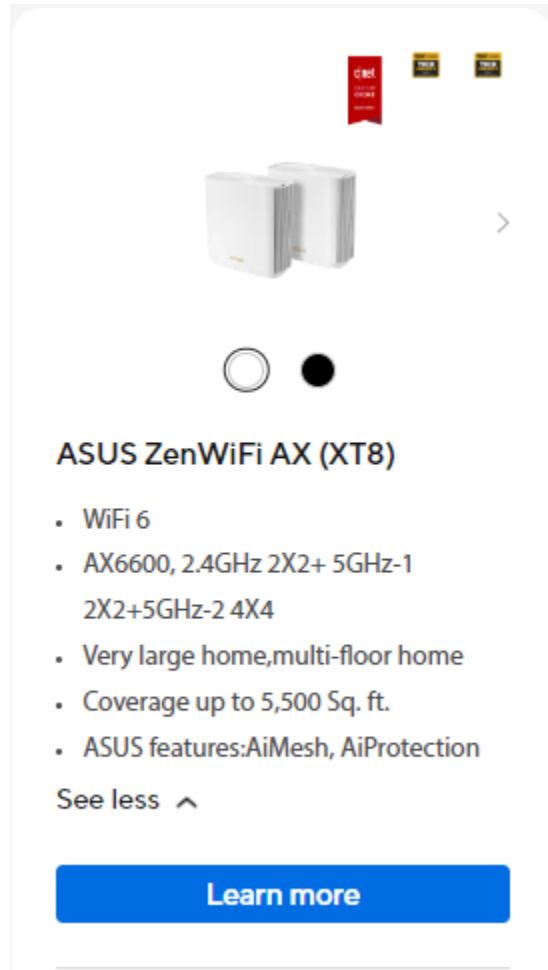 c|net
ASUS ZenWiFi AX (XT8)
• WiFi 6
• AX6600, 2.4GHz 2X2+ 5GHz-1
2X2+5GHz-2 4X4
• Very large home,multi-floor home
• Coverage up to 5,500 Sq. ft.
• ASUS features:AiMesh, AiProtection
See less
Learn more